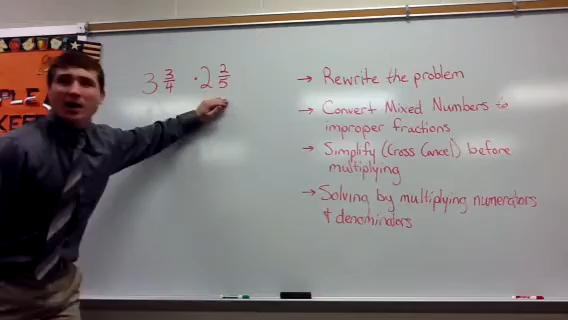 3 3/4 · 2 2/5
→ Rewrite the problem
→ Convert Mixed Numbers to
improper fractions
→ Simplify (Cross Cancel) before
multiplying
→ Solving by multiplying numerators
& denominators